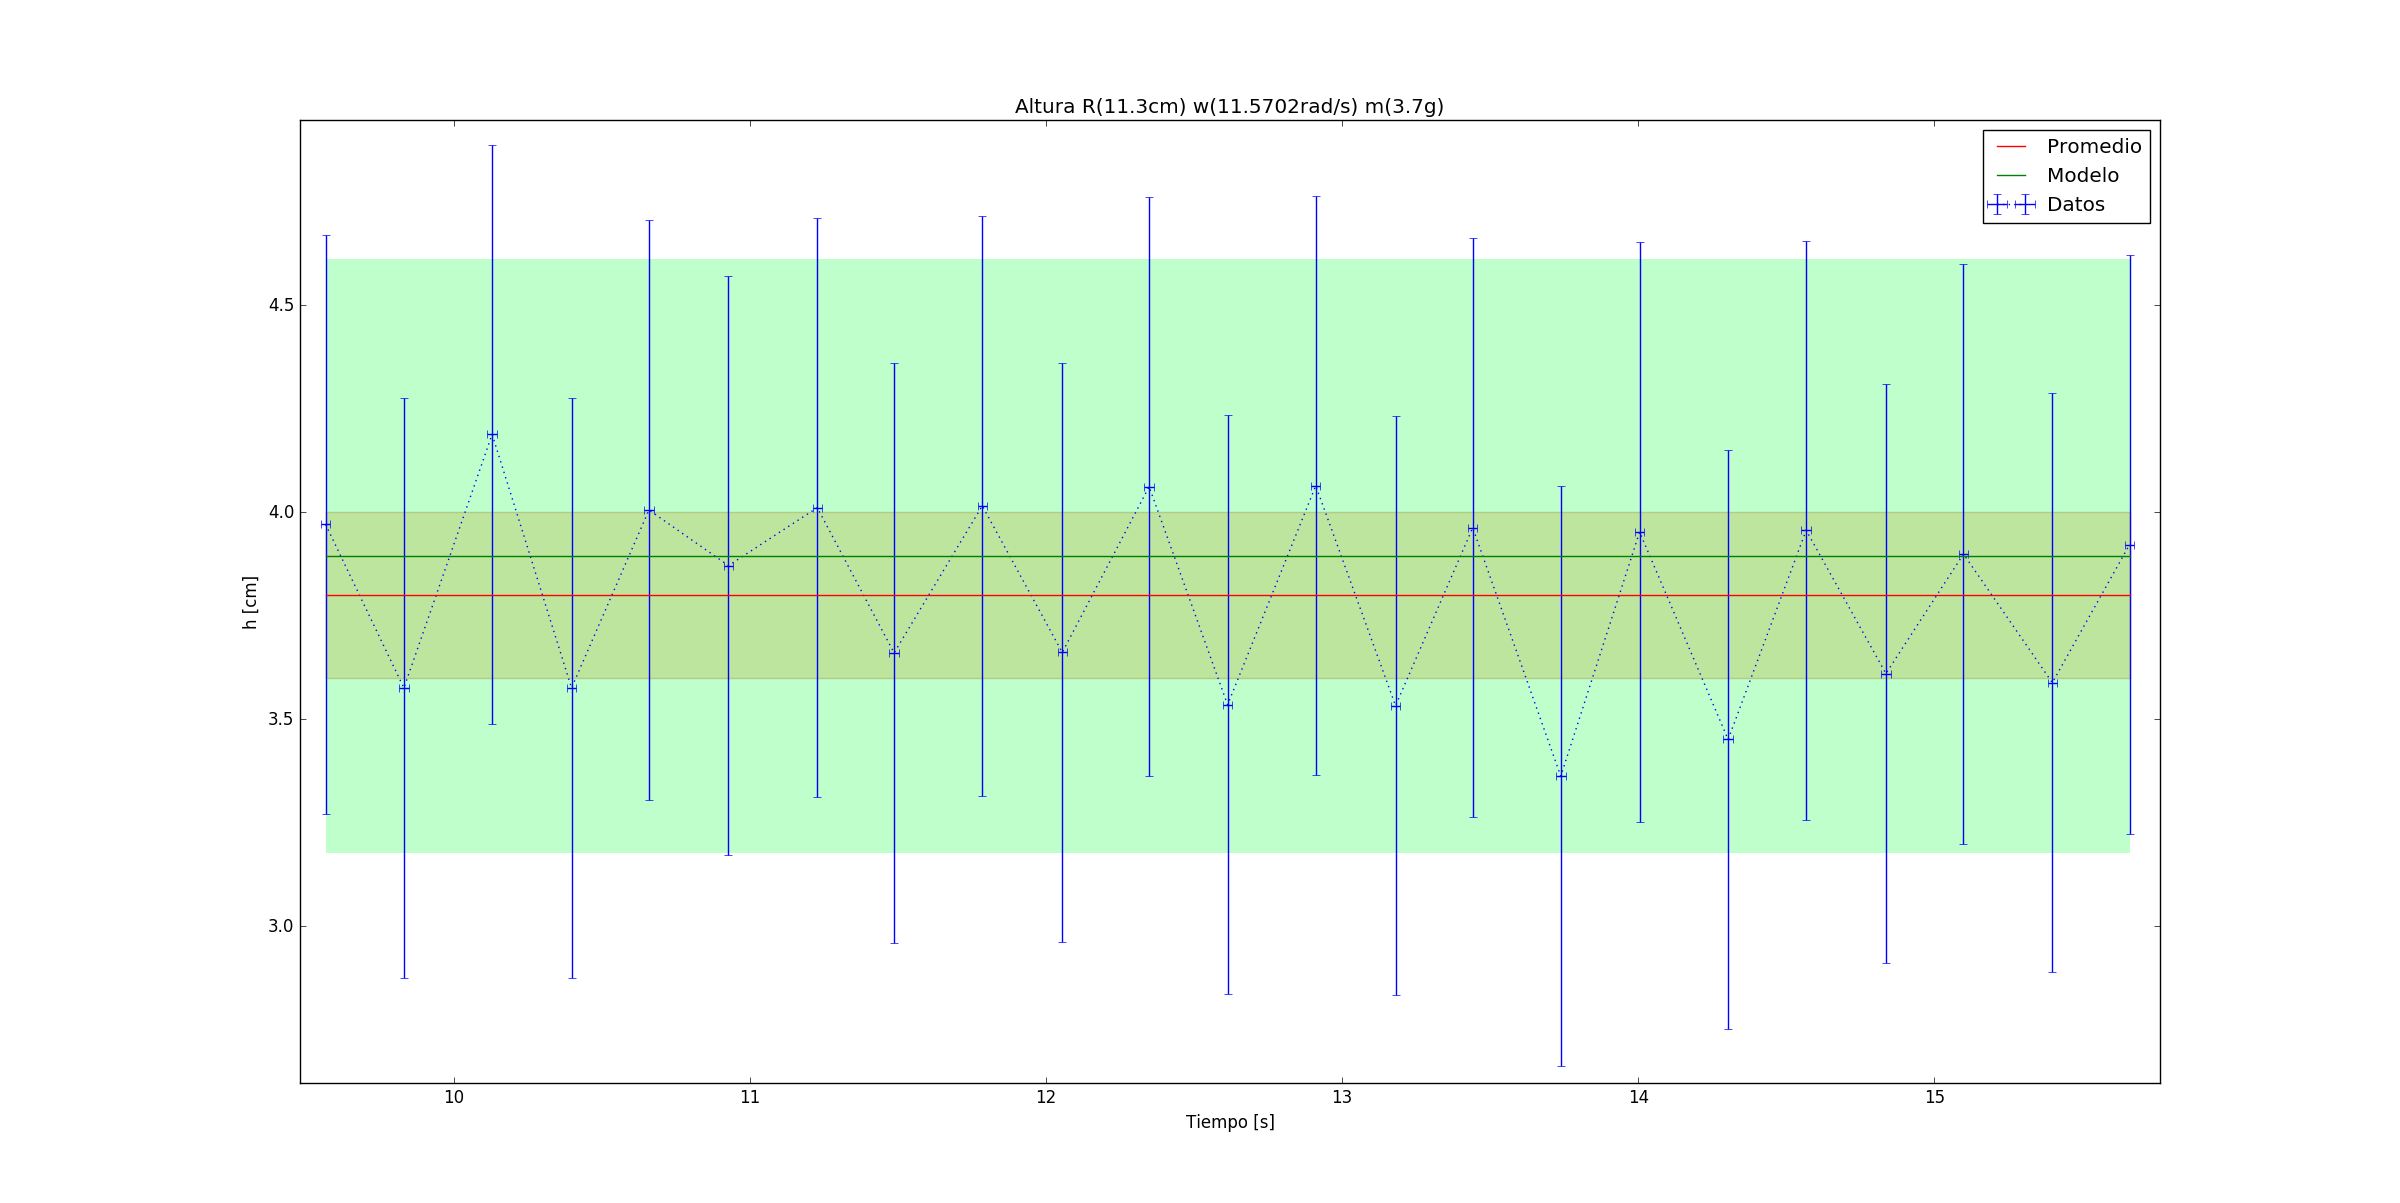 Altura R(11.3cm) w(11.5702rad/s) m(3.7g)
Promedio
Modelo
Datos
4.5
4.0
3.5
3.0
h [cm]
10 11 12 13 14 15
Tiempo [s]